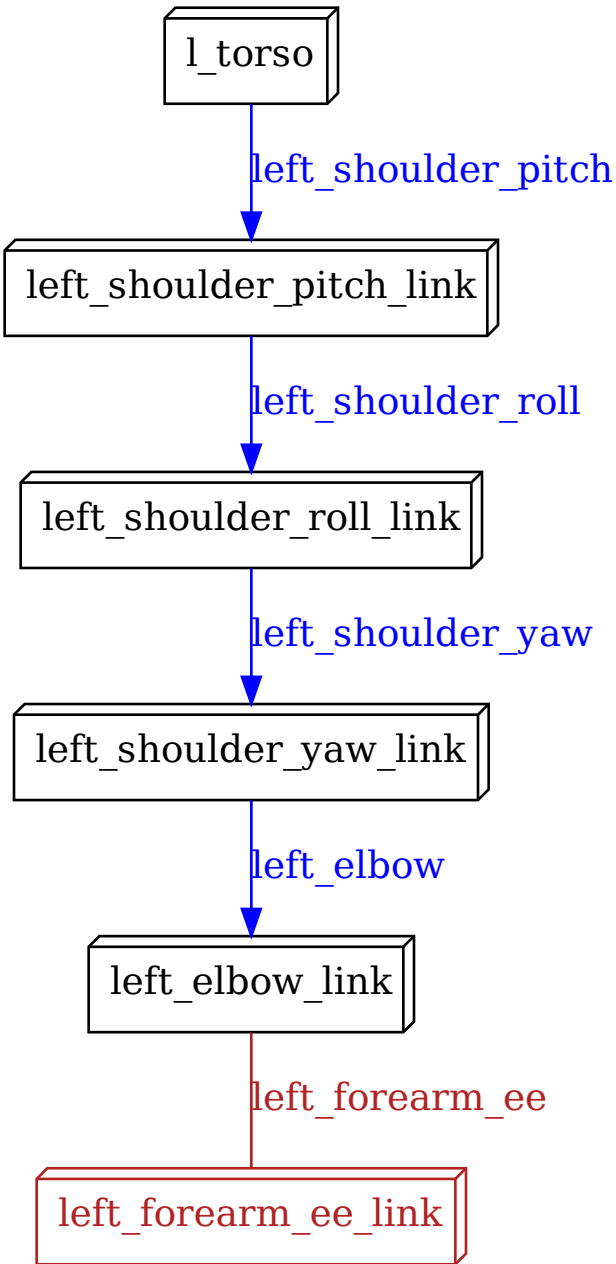 l_torso
left_shoulder_pitch
left_shoulder_pitch_link
left_shoulder_roll
left_shoulder_roll_link
left_shoulder_yaw
left_shoulder_yaw_link
left_elbow
left_elbow_link
left_forearm_ee
left_forearm_ee_link